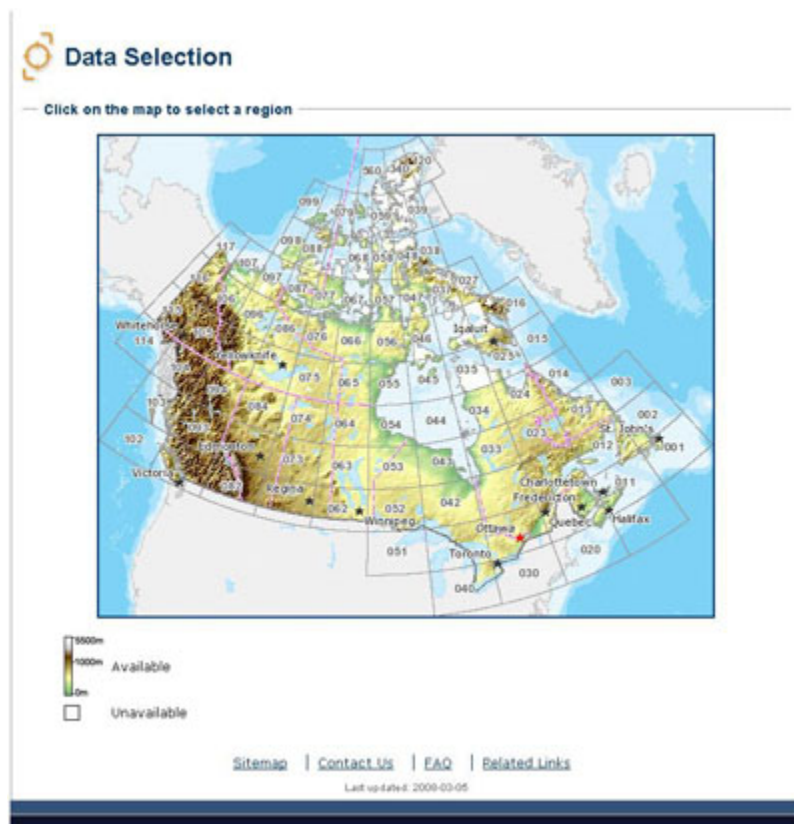 Data Selection
Click on the map to select a region
120
560 340
099
079 059 039
098
088
068 058 048 038
117
107
097
087 077 067 057 047 037 027
016
096
086 076 066 056 046
Iqaluit
015
025
Whitehorse
114
105
Yellowknife
075 065 055 045 035
014
003
024
103
084
074 064 054 044 034
013
002
St. John's
001
102
093
Edmonton
073 063 053 043 033
023
012
Victoria
Regina
Charlottetown
011
Fredericton
062
Winnipeg
052 042
Ottawa
Quebec
Halifax
051
Toronto
020
030
040
5500m
1000m
0m
Available
Unavailable
Sitemap | Contact Us | FAQ | Related Links
Last updated: 2008-03-05